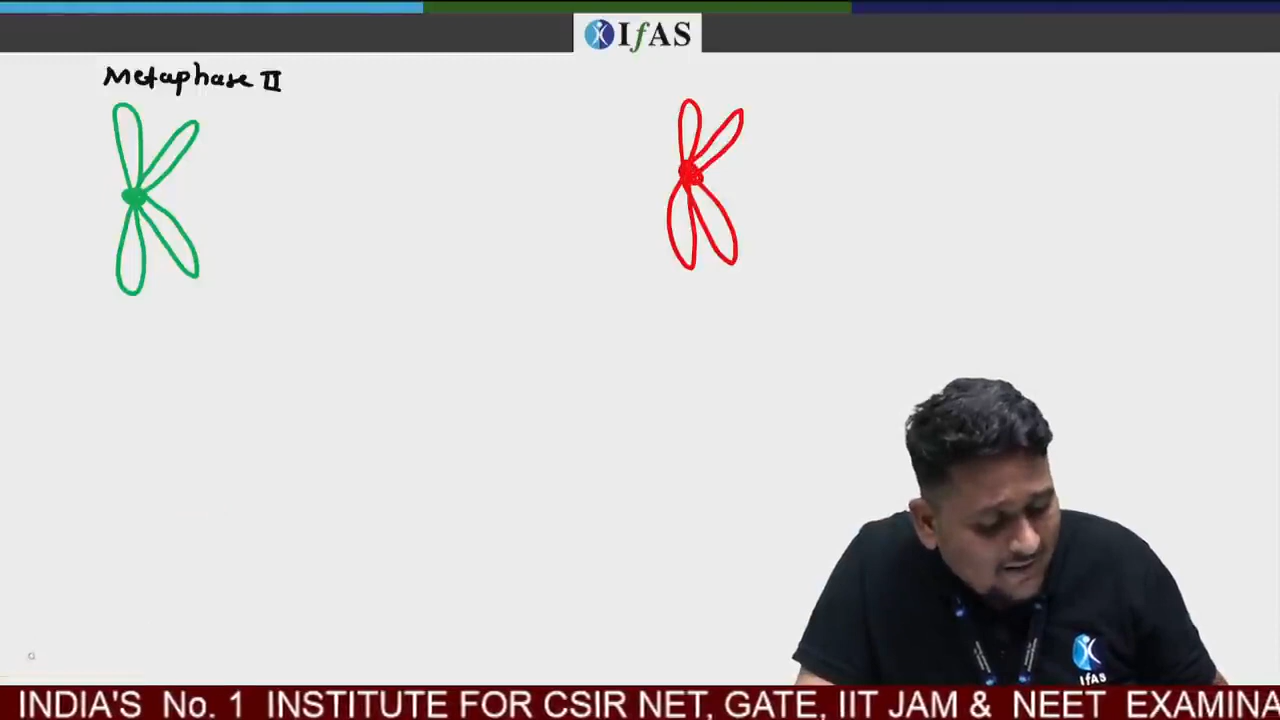 IfAS
Metaphase II
IfAS
INDIA'S No. 1 INSTITUTE FOR CSIR NET, GATE, IIT JAM & NEET EXAMINA